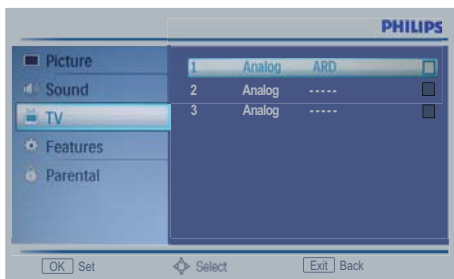 PHILIPS
Picture
Sound
TV
Features
Parental
1 Analog ARD
2 Analog -----
3 Analog -----
OK Set Select Exit Back